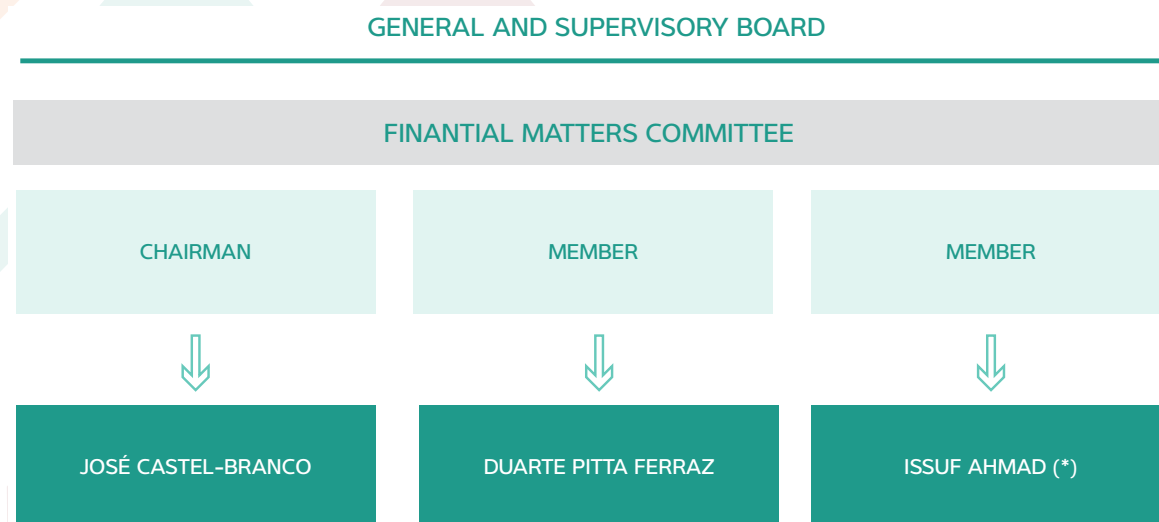 GENERAL AND SUPERVISORY BOARD
FINANTIAL MATTERS COMMITTEE
CHAIRMAN
MEMBER
MEMBER
JOSÉ CASTEL-BRANCO
DUARTE PITTA FERRAZ
ISSUF AHMAD (*)